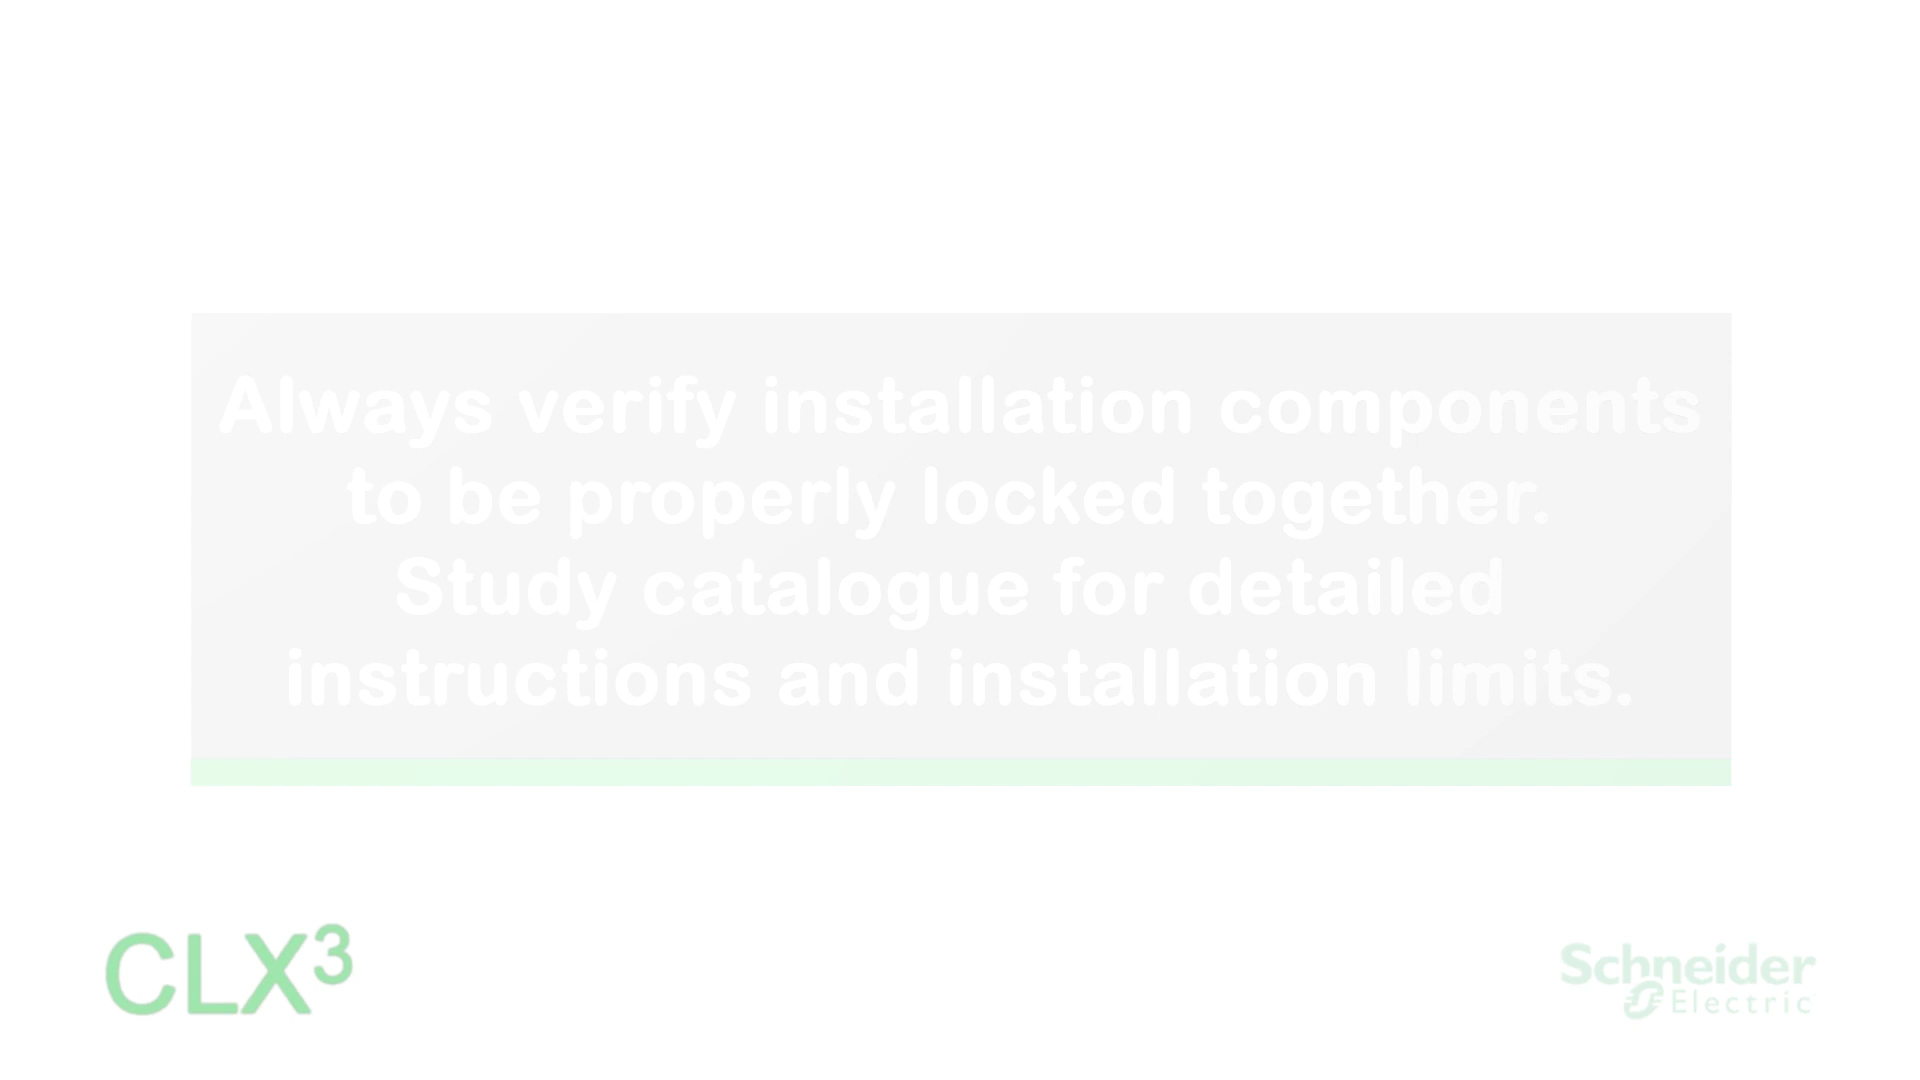 Always verify installation components
to be properly locked together.
Study catalogue for detailed
instructions and installation limits.
CLX³
Schneider
Electric